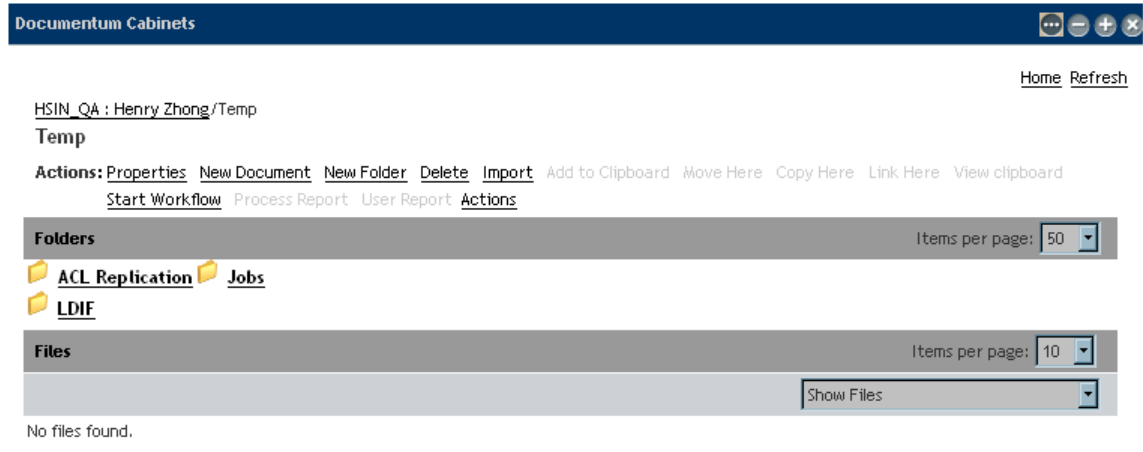 Documentum Cabinets
Home Refresh
HSIN_QA : Henry Zhong/Temp
Temp
Actions: Properties New Document New Folder Delete Import Add to Clipboard Move Here Copy Here Link Here View clipboard
Start Workflow Process Report User Report Actions
Folders Items per page: 50
ACL Replication Jobs
LDIF
Files Items per page: 10
Show Files
No files found.